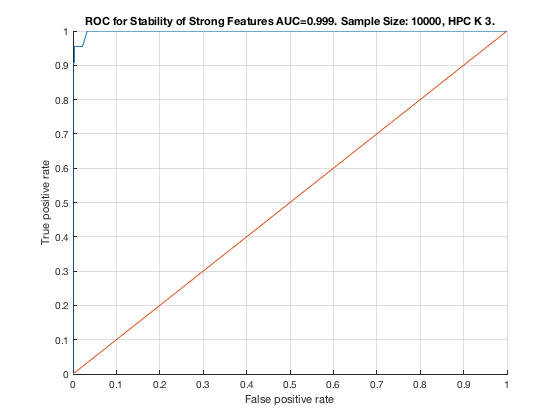 ROC for Stability of Strong Features AUC=0.999. Sample Size: 10000, HPC K 3.
True positive rate
1
0.9
0.8
0.7
0.6
0.5
0.4
0.3
0.2
0.1
0
0 0.1 0.2 0.3 0.4 0.5 0.6 0.7 0.8 0.9 1
False positive rate